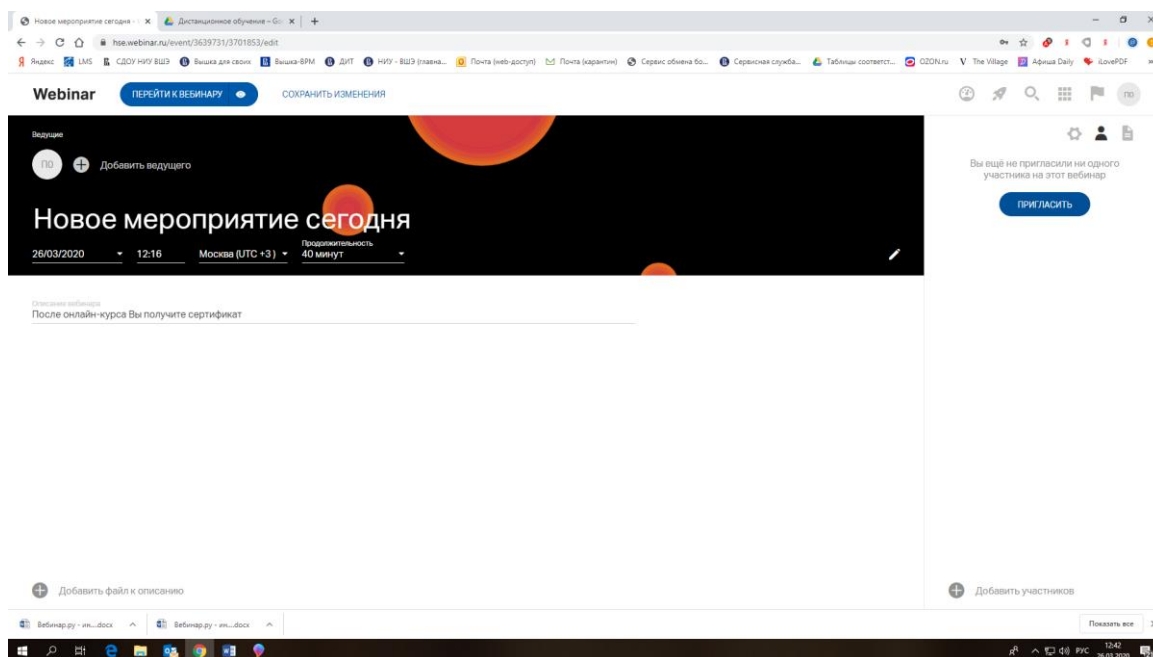 Новое мероприятие сегодня -
Дистанционное обучение – Go
hse.webinar.ru/event/3639731/3701853/edit
Яндекс LMS СДОУ НИУ ВШЭ Вышка для своих Вышка-BPM ДИТ НИУ - ВШЭ (главна... Почта (web-доступ) Почта (карантин) Сервис обмена бо... Сервисная служба... Таблицы соответст... OZON.ru The Village Афиша Daily iLovePDF
Webinar ПЕРЕЙТИ К ВЕБИНАРУ СОХРАНИТЬ ИЗМЕНЕНИЯ ПО
Ведущие
ПО Добавить ведущего
Новое мероприятие сегодня
Продолжительность
26/03/2020 12:16 Москва (UTC +3) 40 минут
Вы ещё не пригласили ни одного
участника на этот вебинар
ПРИГЛАСИТЬ
Описание вебинара
После онлайн-курса Вы получите сертификат
Добавить файл к описанию
Добавить участников
Вебинар.ру - ин....docx Вебинар.ру - ин....docx Показать все
РУС 12:42
26.03.2020